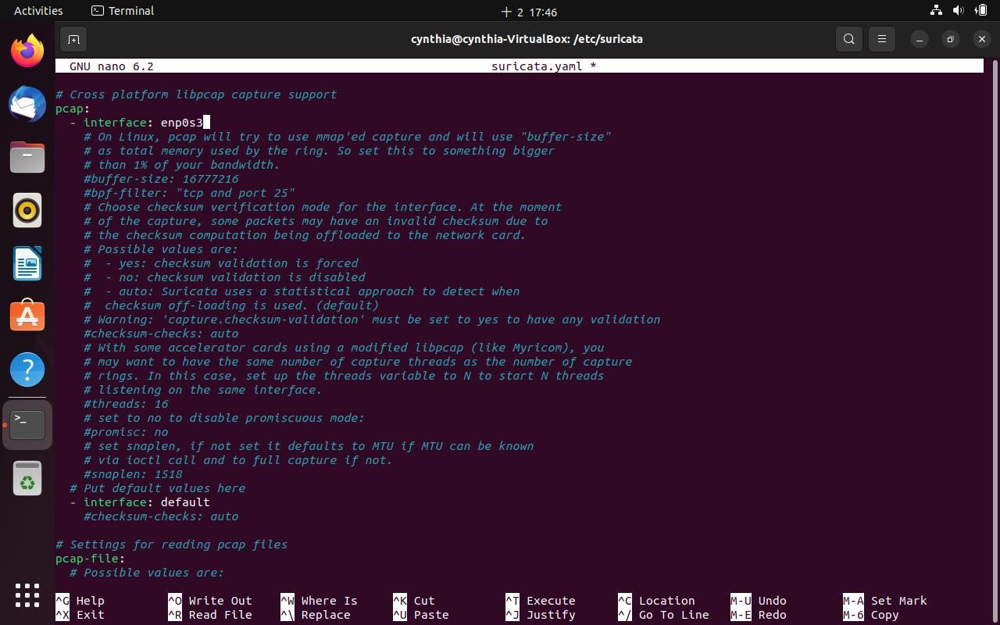 Activities
Terminal
2 17:46
cynthia@cynthia-VirtualBox: /etc/suricata
GNU nano 6.2 suricata.yaml *
# Cross platform libpcap capture support
pcap:
  - interface: enp0s3
    # On Linux, pcap will try to use mmap'ed capture and will use "buffer-size"
    # as total memory used by the ring. So set this to something bigger
    # than 1% of your bandwidth.
    #buffer-size: 16777216
    #bpf-filter: "tcp and port 25"
    # Choose checksum verification mode for the interface. At the moment
    # of the capture, some packets may have an invalid checksum due to
    # the checksum computation being offloaded to the network card.
    # Possible values are:
    #  - yes: checksum validation is forced
    #  - no: checksum validation is disabled
    #  - auto: Suricata uses a statistical approach to detect when
    #  checksum off-loading is used. (default)
    # Warning: 'capture.checksum-validation' must be set to yes to have any validation
    #checksum-checks: auto
    # With some accelerator cards using a modified libpcap (like Myricom), you
    # may want to have the same number of capture threads as the number of capture
    # rings. In this case, set up the threads variable to N to start N threads
    # listening on the same interface.
    #threads: 16
    # set to no to disable promiscuous mode:
    #promisc: no
    # set snaplen, if not set it defaults to MTU if MTU can be known
    # via ioctl call and to full capture if not.
    #snaplen: 1518
  # Put default values here
  - interface: default
    #checksum-checks: auto
# Settings for reading pcap files
pcap-file:
  # Possible values are:
^G Help ^O Write Out ^W Where Is ^K Cut ^T Execute ^C Location M-U Undo M-A Set Mark
^X Exit ^R Read File ^\ Replace ^U Paste ^J Justify ^/ Go To Line M-E Redo M-6 Copy